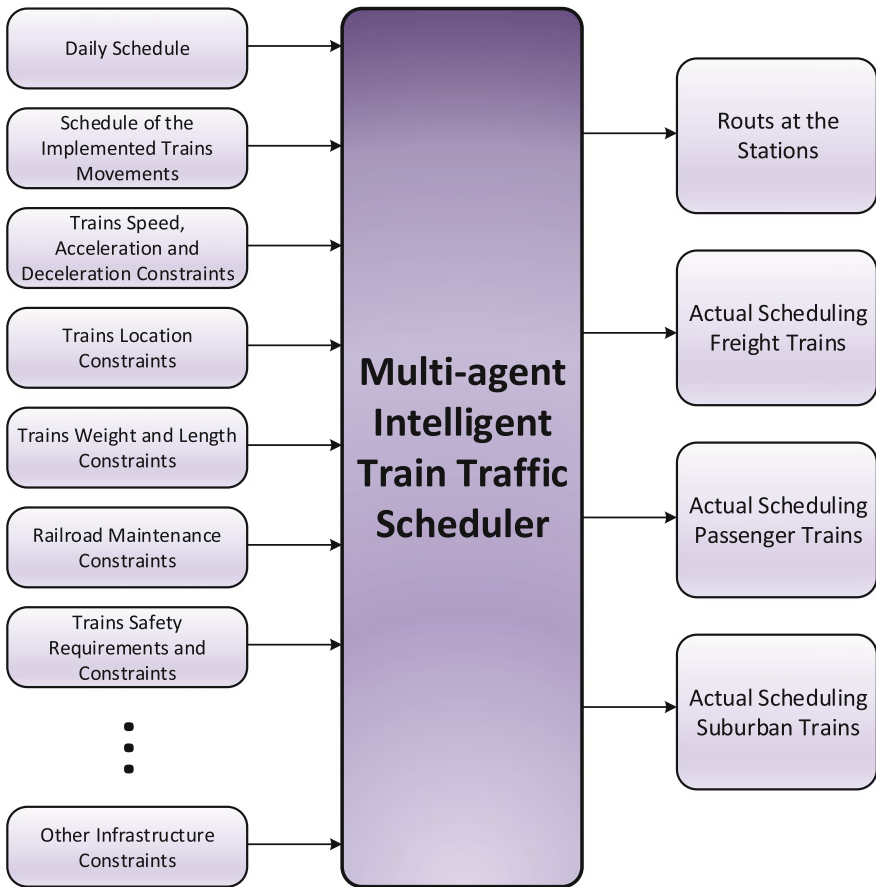 Daily Schedule
Schedule of the
Implemented Trains
Movements
Trains Speed,
Acceleration and
Deceleration Constraints
Trains Location
Constraints
Trains Weight and Length
Constraints
Railroad Maintenance
Constraints
Trains Safety
Requirements and
Constraints
Other Infrastructure
Constraints
Multi-agent
Intelligent
Train Traffic
Scheduler
Routs at the
Stations
Actual Scheduling
Freight Trains
Actual Scheduling
Passenger Trains
Actual Scheduling
Suburban Trains